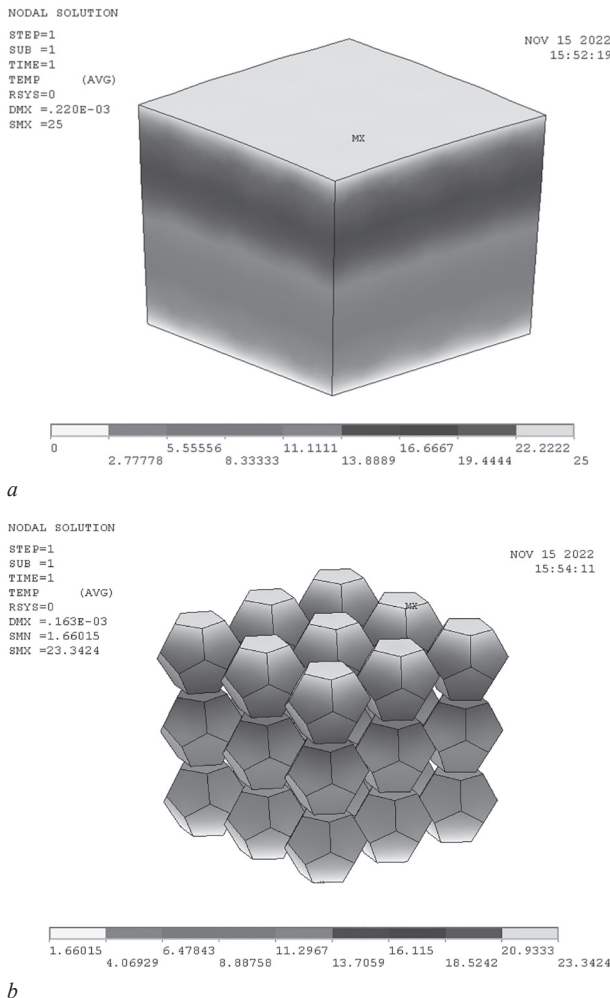 NODAL SOLUTION
STEP=1
SUB =1
TIME=1
TEMP (AVG)
RSYS=0
DMX =.220E-03
SMX =25
NOV 15 2022
15:52:19
MX
0 5.55556 11.1111 16.6667 22.2222
2.77778 8.33333 13.8889 19.4444 25
a
NODAL SOLUTION
STEP=1
SUB =1
TIME=1
TEMP (AVG)
RSYS=0
DMX =.163E-03
SMN =1.66015
SMX =23.3424
NOV 15 2022
15:54:11
MX
1.66015 6.47843 11.2967 16.115 20.9333
4.06929 8.88758 13.7059 18.5242 23.3424
b